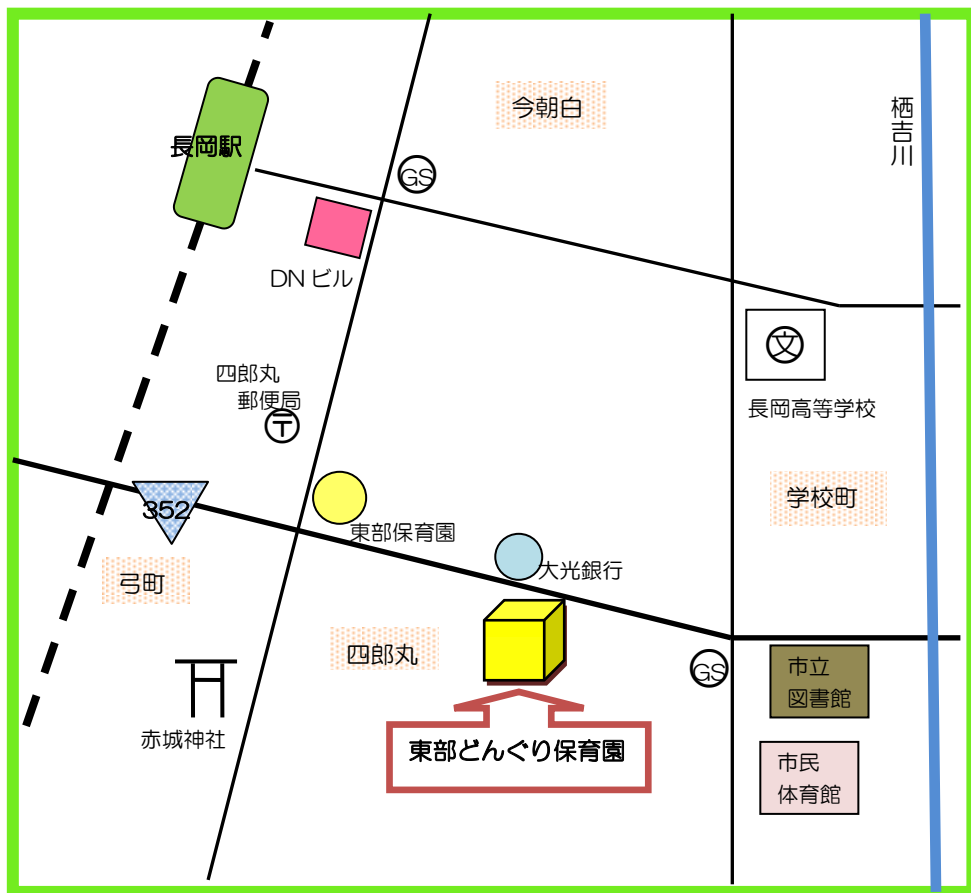 今朝白
栖吉川
長岡駅
GS
DNビル
文
四郎丸
郵便局
〒
長岡高等学校
学校町
352
東部保育園
大光銀行
弓町
四郎丸
GS
市立
図書館
赤城神社
東部どんぐり保育園
市民
体育館